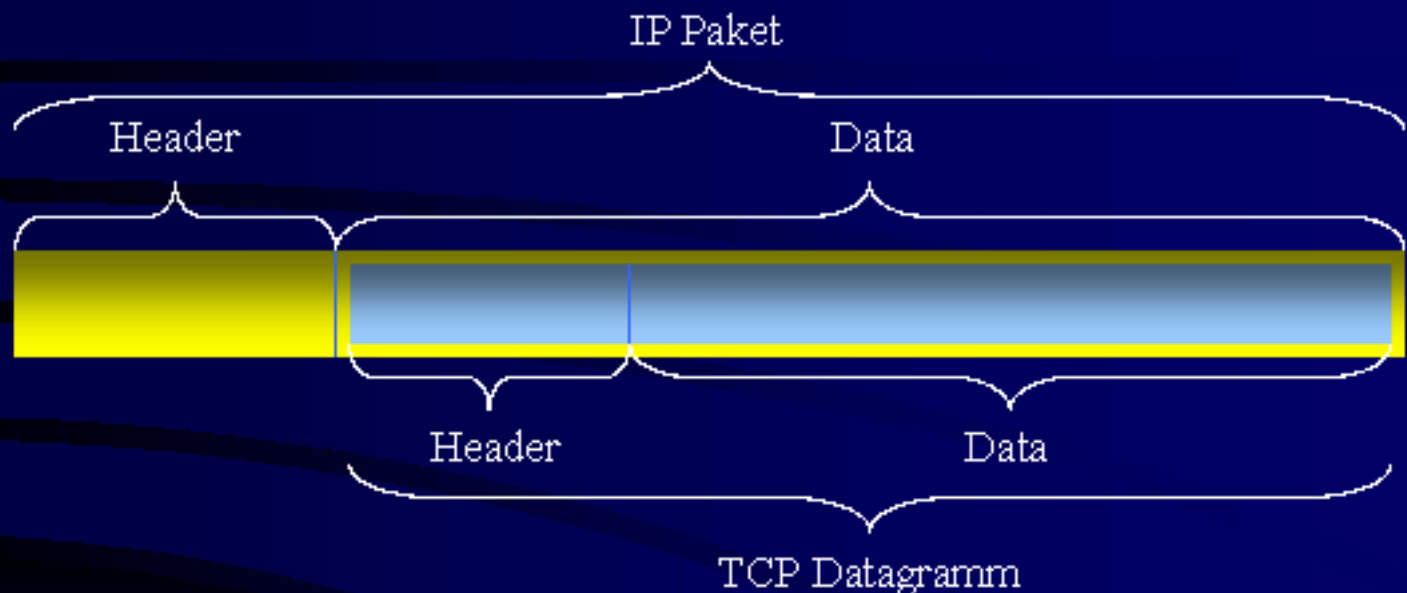 IP Paket
Header
Data
Header
Data
TCP Datagramm